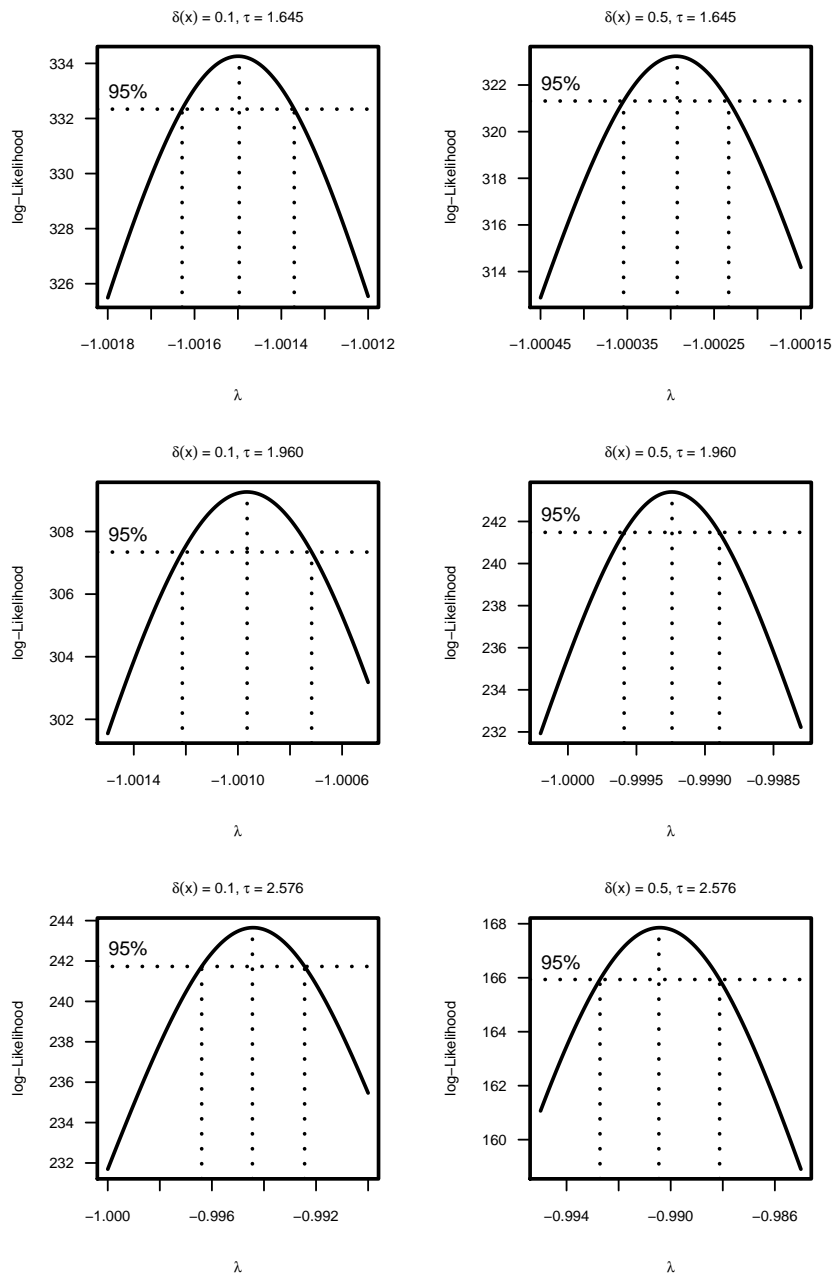 δ(x) = 0.1, τ = 1.645
334
332
330
328
326
log−Likelihood
95%
−1.0018 −1.0016 −1.0014 −1.0012
λ
δ(x) = 0.5, τ = 1.645
322
320
318
316
314
log−Likelihood
95%
−1.00045 −1.00035 −1.00025 −1.00015
λ
δ(x) = 0.1, τ = 1.960
308
306
304
302
log−Likelihood
95%
−1.0014 −1.0010 −1.0006
λ
δ(x) = 0.5, τ = 1.960
242
240
238
236
234
232
log−Likelihood
95%
−1.0000 −0.9995 −0.9990 −0.9985
λ
δ(x) = 0.1, τ = 2.576
244
242
240
238
236
234
232
log−Likelihood
95%
−1.000 −0.996 −0.992
λ
δ(x) = 0.5, τ = 2.576
168
166
164
162
160
log−Likelihood
95%
−0.994 −0.990 −0.986
λ